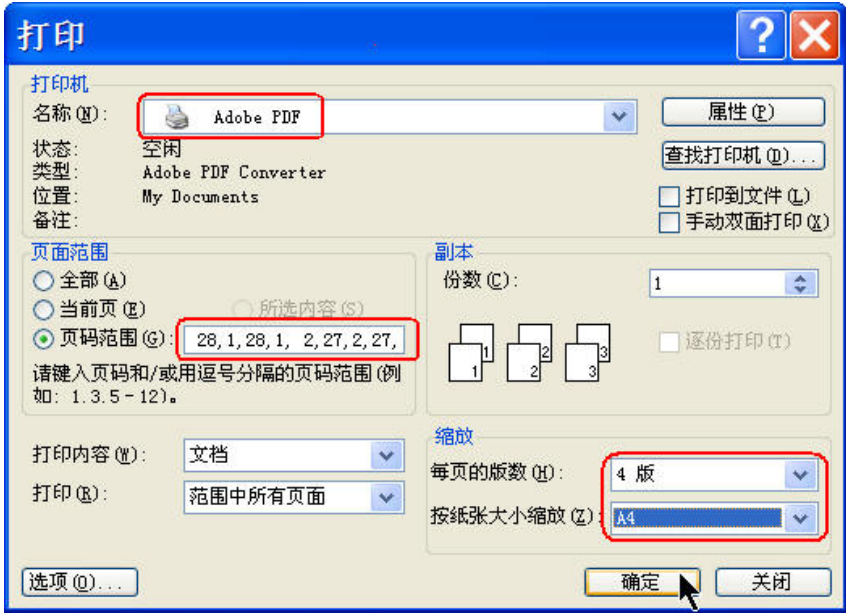 打印
打印机
名称(N): Adobe PDF 属性(P)
状态: 空闲 查找打印机(D)...
类型: Adobe PDF Converter
位置: My Documents 打印到文件(L)
备注: 手动双面打印(X)
页面范围 副本
全部(A) 份数(C): 1
当前页(E) 所选内容(S)
页码范围(G): 28,1,28,1, 2,27,2,27, 逐份打印(T)
1 1 2 2 3 3
请键入页码和/或用逗号分隔的页码范围(例
如: 1.3.5-12)。
缩放
打印内容(W): 文档 每页的版数(H): 4 版
打印(R): 范围中所有页面 按纸张大小缩放(Z): A4
选项(O)... 确定 关闭